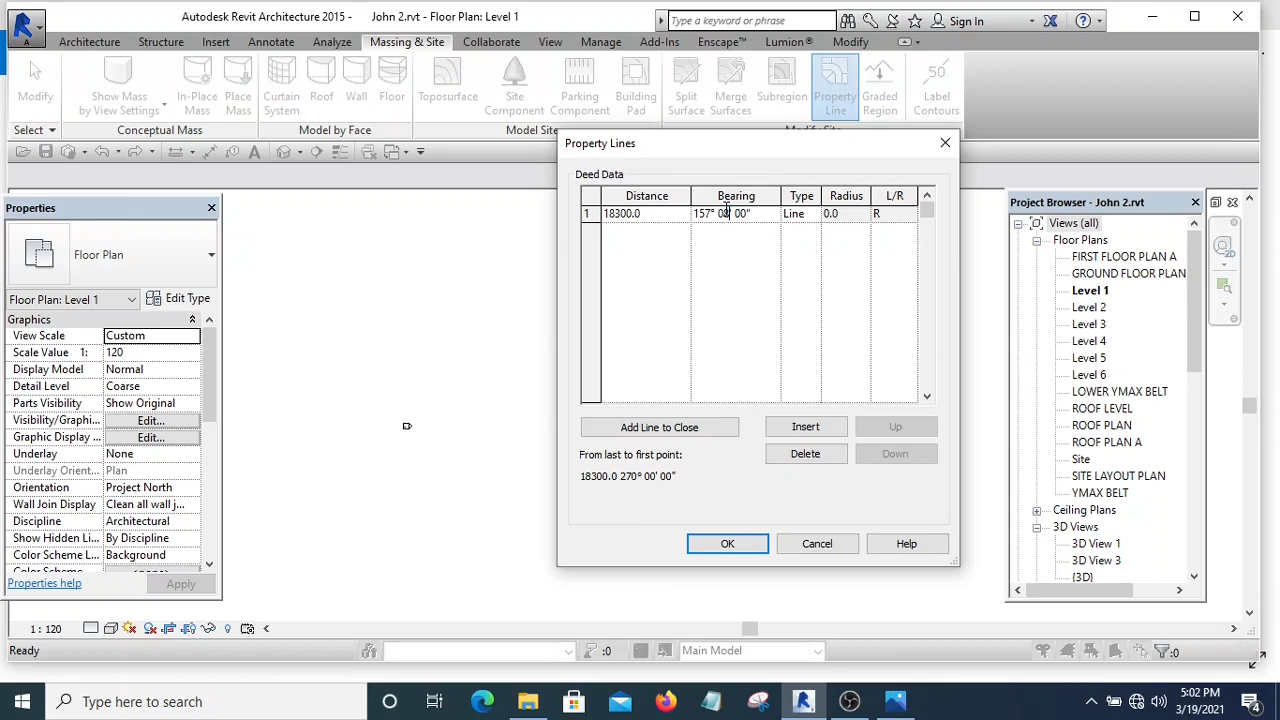 Autodesk Revit Architecture 2015 - John 2.rvt - Floor Plan: Level 1
Type a keyword or phrase
Sign In
Architecture Structure Insert Annotate Analyze Massing & Site Collaborate View Manage Add-Ins Enscape™ Lumion® Modify
Modify
Show Mass
by View Settings
In-Place
Mass
Place
Mass
Curtain
System
Roof
Wall
Floor
Toposurface
Site
Component
Parking
Component
Building
Pad
Split
Surface
Merge
Surfaces
Subregion
Property
Line
Graded
Region
50
Label
Contours
Select
Conceptual Mass
Model by Face
Properties
Floor Plan
Floor Plan: Level 1
Edit Type
Graphics
View Scale Custom
Scale Value 1: 120
Display Model Normal
Detail Level Coarse
Parts Visibility Show Original
Visibility/Graphi... Edit...
Graphic Display ... Edit...
Underlay None
Underlay Orien... Plan
Orientation Project North
Wall Join Display Clean all wall j...
Discipline Architectural
Show Hidden Li... By Discipline
Color Scheme L... Background
Properties help
Apply
Property Lines
Deed Data
Distance Bearing Type Radius L/R
1 18300.0 157° 00' 00" Line 0.0 R
Add Line to Close
Insert
Up
From last to first point:
Delete
Down
18300.0 270° 00' 00"
OK
Cancel
Help
Project Browser - John 2.rvt
Views (all)
Floor Plans
FIRST FLOOR PLAN A
GROUND FLOOR PLAN
Level 1
Level 2
Level 3
Level 4
Level 5
Level 6
LOWER YMAX BELT
ROOF LEVEL
ROOF PLAN
ROOF PLAN A
Site
SITE LAYOUT PLAN
YMAX BELT
Ceiling Plans
3D Views
3D View 1
3D View 3
{3D}
2D
1 : 120
Ready
:0
Main Model
:0
Type here to search
5:02 PM
3/19/2021
4